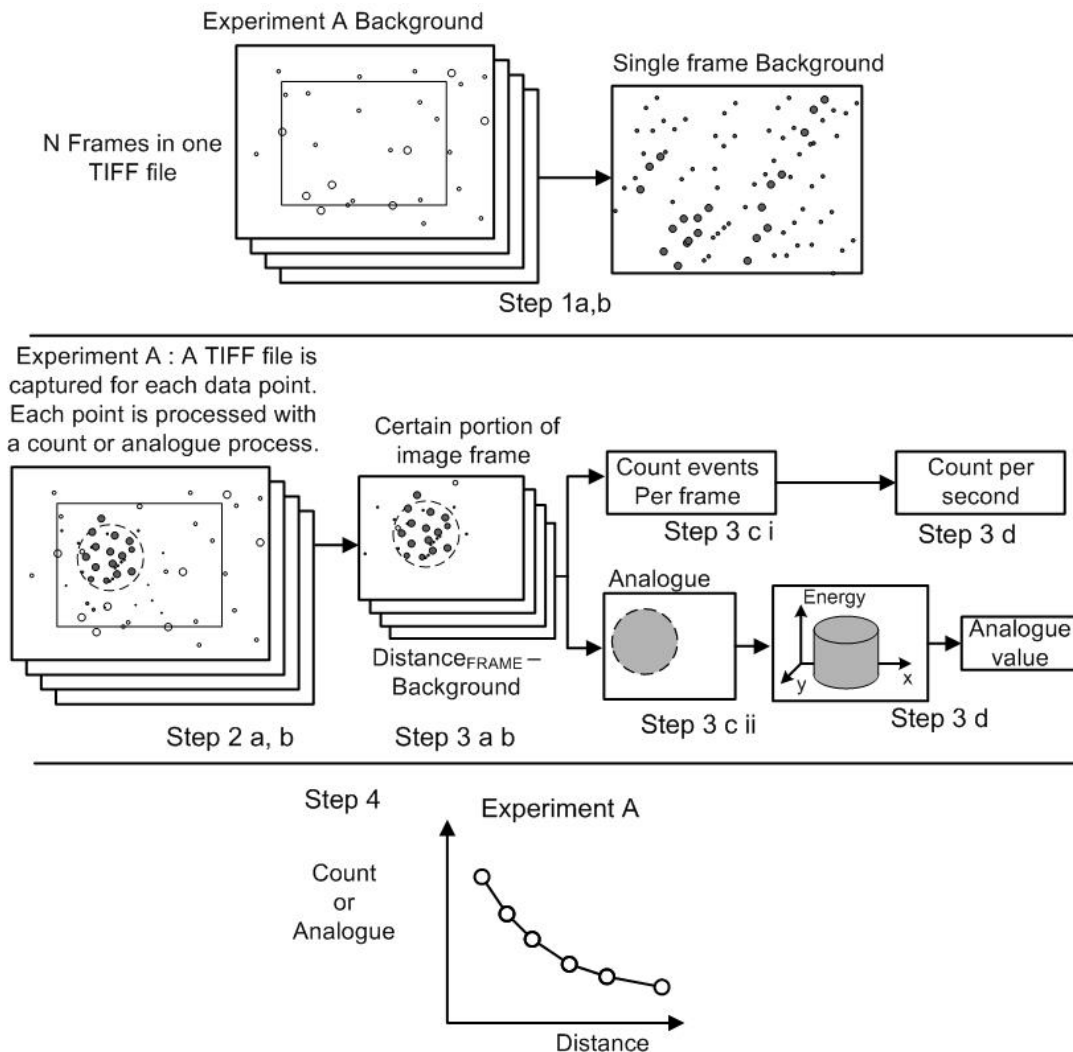 Experiment A Background
Single frame Background
N Frames in one
TIFF file
Step 1a,b
Experiment A : A TIFF file is
captured for each data point.
Each point is processed with
a count or analogue process.
Certain portion of
image frame
Count events
Per frame
Count per
second
Step 3 c i
Step 3 d
Analogue
Energy
y
x
Analogue
value
DistanceFRAME –
Background
Step 2 a, b
Step 3 a b
Step 3 c ii
Step 3 d
Step 4
Experiment A
Count
or
Analogue
Distance